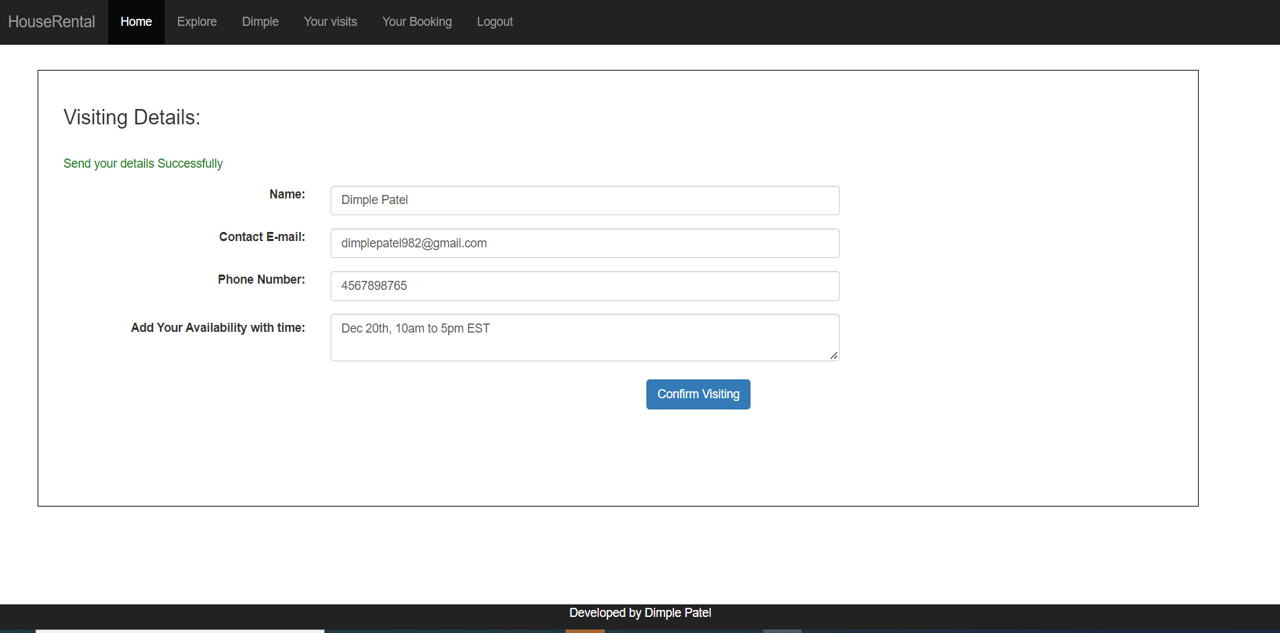 HouseRental Home Explore Dimple Your visits Your Booking Logout
Visiting Details:
Send your details Successfully
Name: Dimple Patel
Contact E-mail: dimplepatel982@gmail.com
Phone Number: 4567898765
Add Your Availability with time: Dec 20th, 10am to 5pm EST
Confirm Visiting
Developed by Dimple Patel